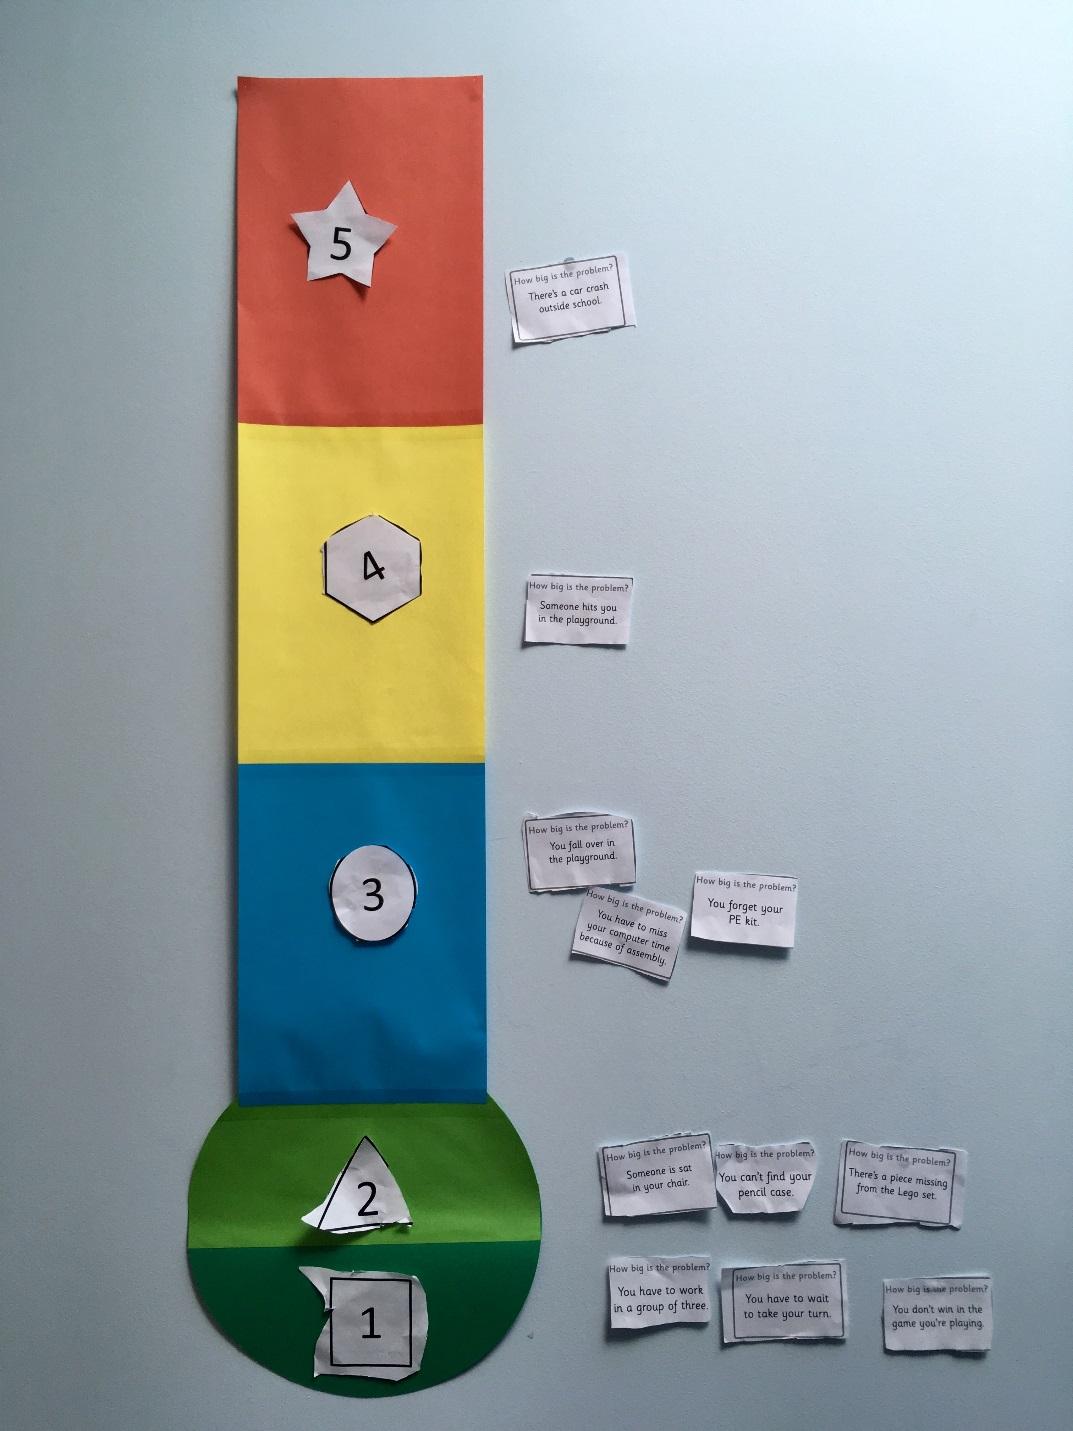 5
How big is the problem?
There's a car crash
outside school.
4
How big is the problem?
Someone hits you
in the playground.
3
How big is the problem?
You fall over in
the playground.
How big is the problem?
You have to miss
your computer time
because of assembly.
How big is the problem?
You forget your
PE kit.
2
How big is the problem?
Someone is sat
in your chair.
How big is the problem?
You can't find your
pencil case.
How big is the problem?
There's a piece missing
from the Lego set.
1
How big is the problem?
You have to work
in a group of three.
How big is the problem?
You have to wait
to take your turn.
How big is the problem?
You don't win in the
game you're playing.